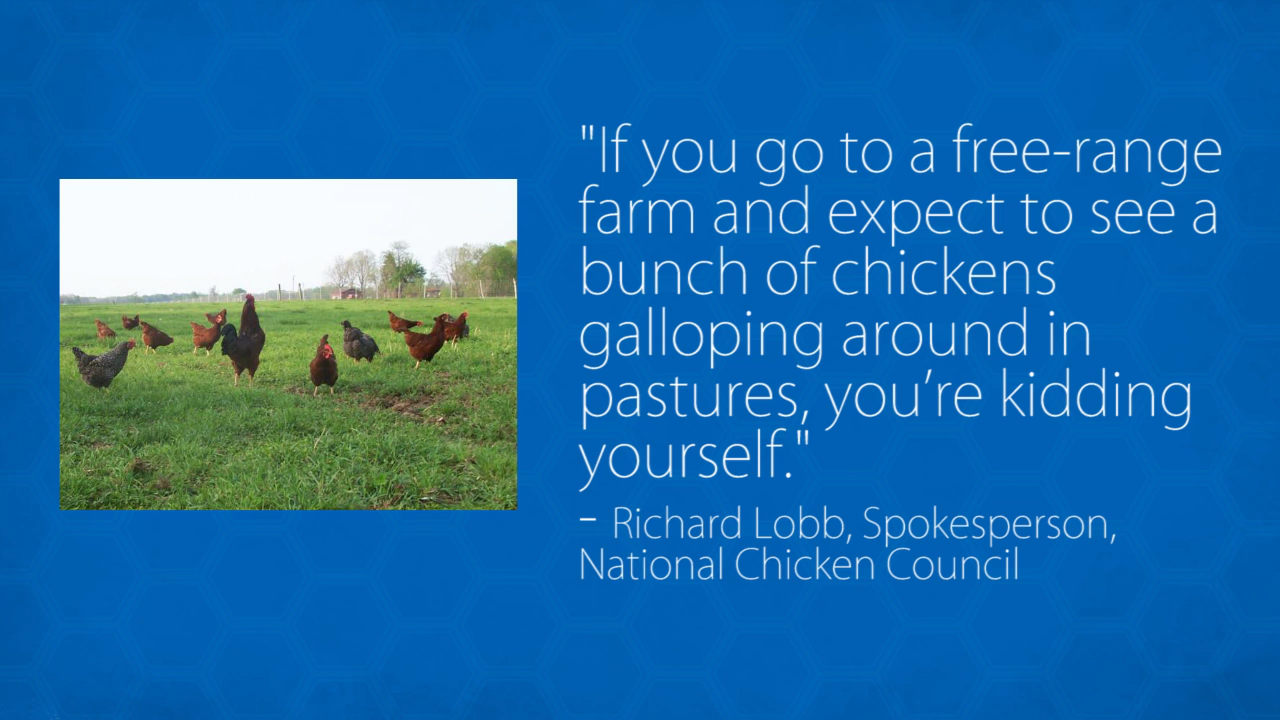 "If you go to a free-range
farm and expect to see a
bunch of chickens
galloping around in
pastures, you’re kidding
yourself."
– Richard Lobb, Spokesperson,
National Chicken Council